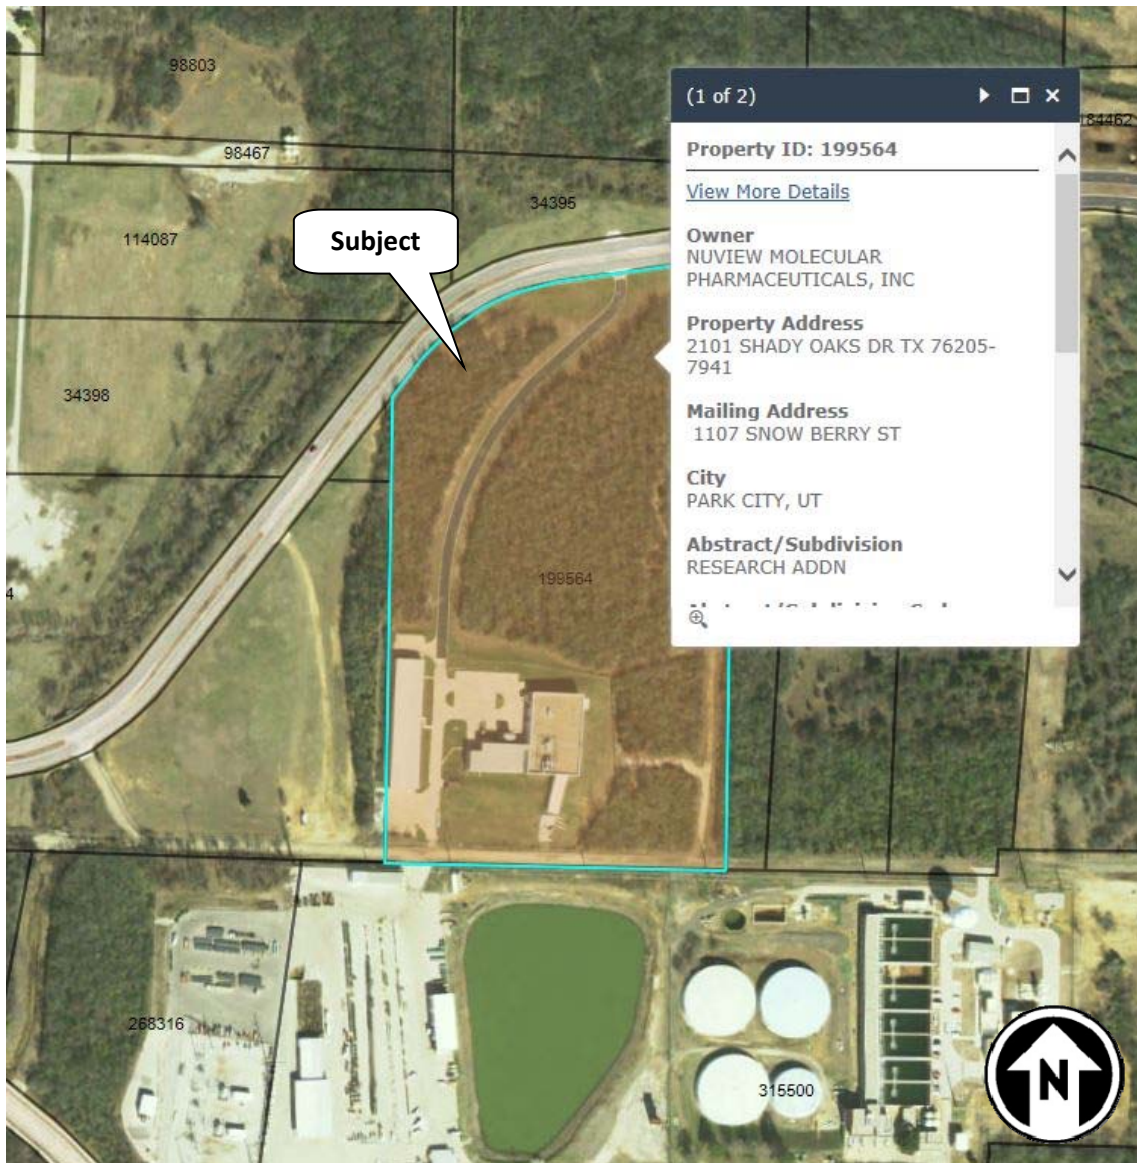 98803
(1 of 2)
184462
Property ID: 199564
98467
View More Details
34395
Owner
NUVIEW MOLECULAR
PHARMACEUTICALS, INC
114087
Subject
Property Address
2101 SHADY OAKS DR TX 76205-
7941
34398
Mailing Address
1107 SNOW BERRY ST
City
PARK CITY, UT
Abstract/Subdivision
RESEARCH ADDN
199564
4
268316
315500
N